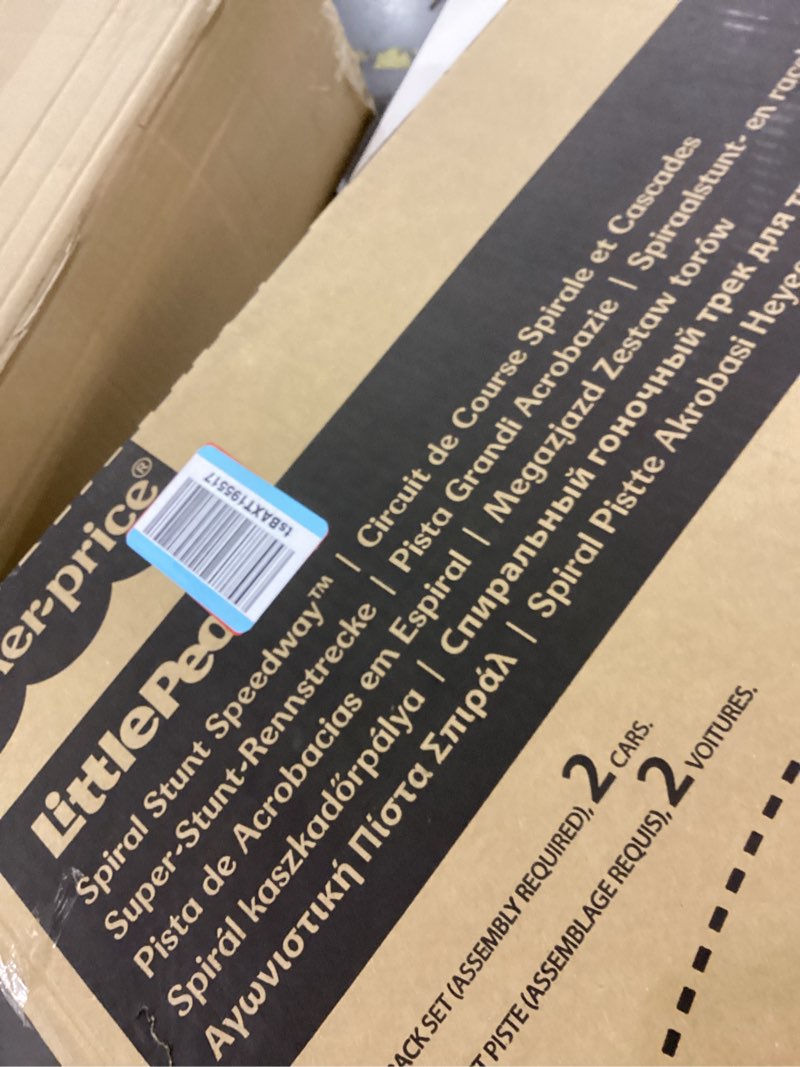 tsBAXT195517
er-price®
LittlePeo
Spiral Stunt Speedway™ | Circuit de Course Spirale et Cascades
Super-Stunt-Rennstrecke | Pista Grandi Acrobazie | Spiraalstunt- en
Pista de Acrobacias em Espiral | Megazjazd Zestaw torów
Spirál kaszkadőrpálya | Спиральный гоночный трек для
Αγωνιστική Πίστα Σπιράλ | Spiral Pistte Akrobasi
ACK SET (ASSEMBLY REQUIRED), 2 CARS.
T PISTE (ASSEMBLAGE REQUIS), 2 VOITURES.